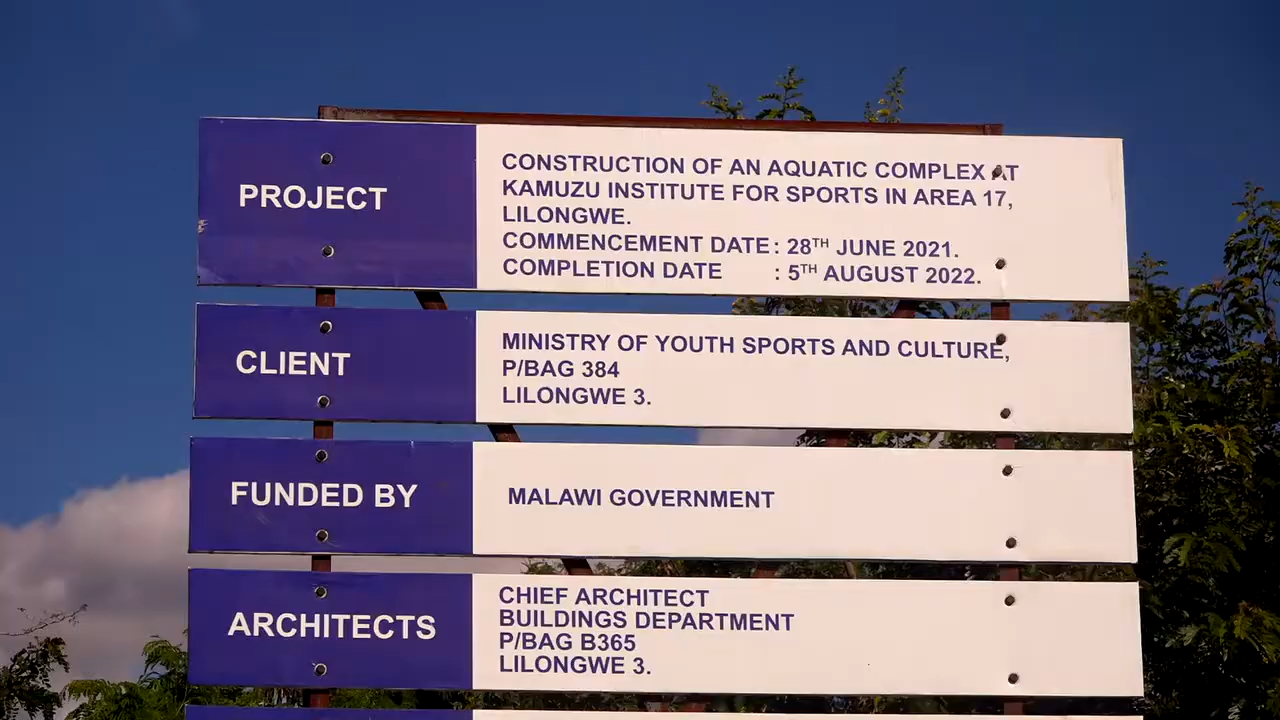 PROJECT
CONSTRUCTION OF AN AQUATIC COMPLEX AT
KAMUZU INSTITUTE FOR SPORTS IN AREA 17,
LILONGWE.
COMMENCEMENT DATE : 28TH JUNE 2021.
COMPLETION DATE : 5TH AUGUST 2022.
CLIENT
MINISTRY OF YOUTH SPORTS AND CULTURE,
P/BAG 384
LILONGWE 3.
FUNDED BY
MALAWI GOVERNMENT
ARCHITECTS
CHIEF ARCHITECT
BUILDINGS DEPARTMENT
P/BAG B365
LILONGWE 3.